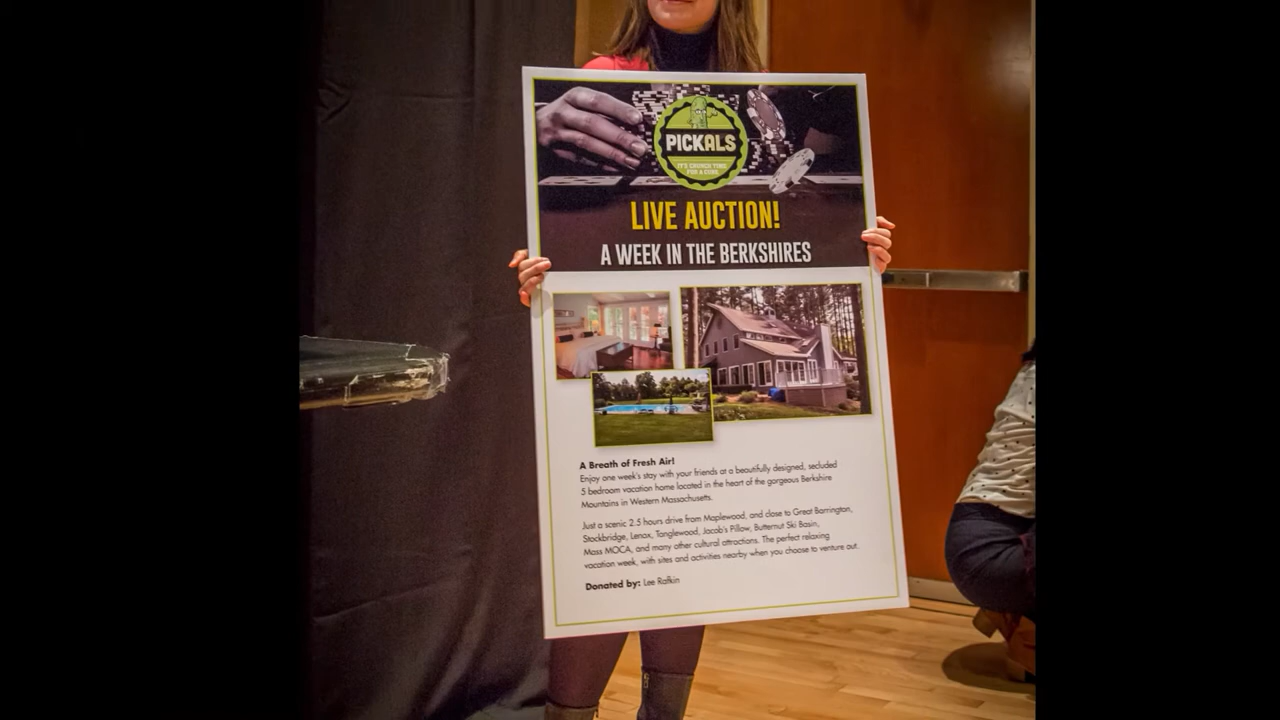 PICKALS
IT'S CRUNCH TIME
FOR A CURE
LIVE AUCTION!
A WEEK IN THE BERKSHIRES
A Breath of Fresh Air!
Enjoy one week's stay with your friends at a beautifully designed, secluded
5 bedroom vacation home located in the heart of the gorgeous Berkshire
Mountains in Western Massachusetts.
Just a scenic 2.5 hours drive from Maplewood, and close to Great Barrington,
Stockbridge, Lenox, Tanglewood, Jacob's Pillow, Butternut Ski Basin,
Mass MOCA, and many other cultural attractions. The perfect relaxing
vacation week, with sites and activities nearby when you choose to venture out.
Donated by: Lee Rafkin